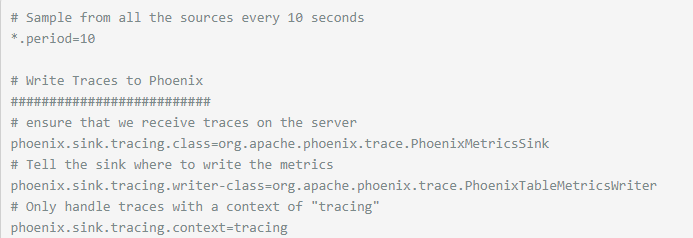 # Sample from all the sources every 10 seconds
*.period=10
# Write Traces to Phoenix
##########################
# ensure that we receive traces on the server
phoenix.sink.tracing.class=org.apache.phoenix.trace.PhoenixMetricsSink
# Tell the sink where to write the metrics
phoenix.sink.tracing.writer-class=org.apache.phoenix.trace.PhoenixTableMetricsWriter
# Only handle traces with a context of "tracing"
phoenix.sink.tracing.context=tracing